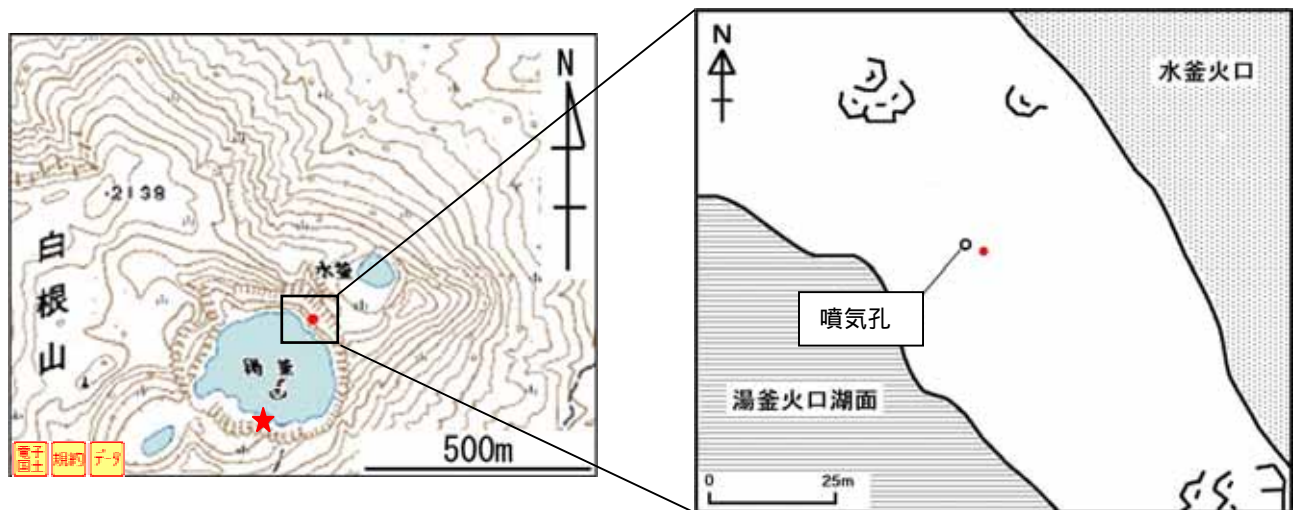 N
2138
白根山
水釜
湯釜
500m
電子
国土
規約
データ
N
水釜火口
噴気孔
湯釜火口湖面
0
25m